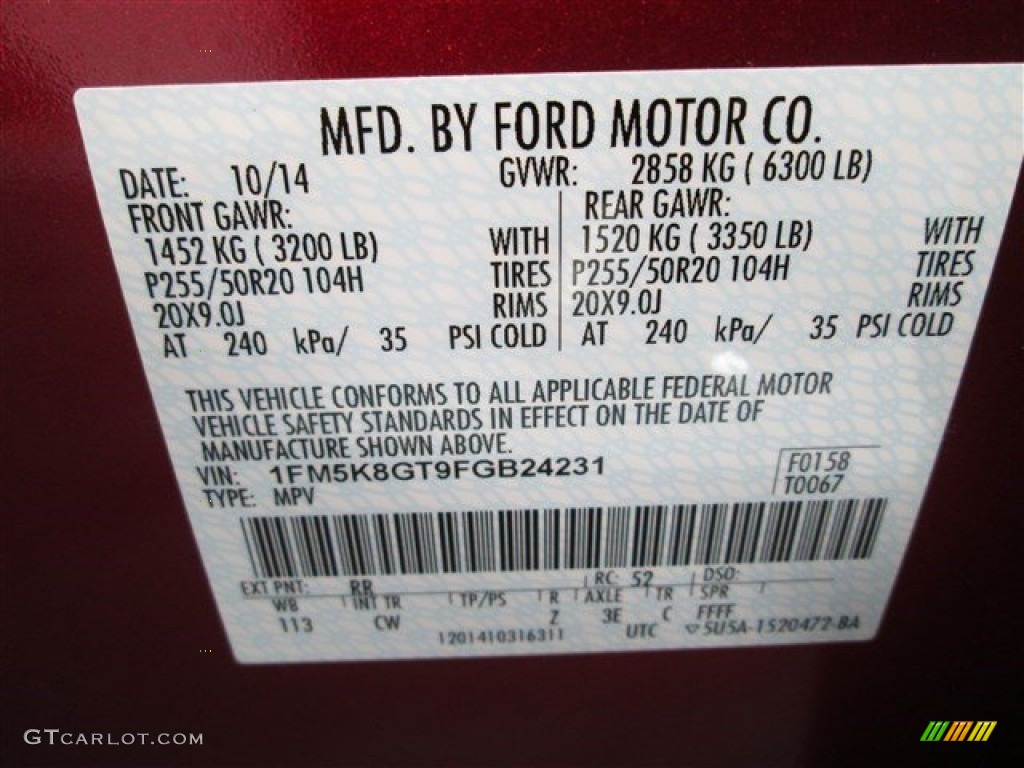 MFD. BY FORD MOTOR CO.
DATE: 10/14 GVWR: 2858 KG ( 6300 LB)
FRONT GAWR: REAR GAWR:
1452 KG ( 3200 LB) WITH 1520 KG ( 3350 LB) WITH
P255/50R20 104H TIRES P255/50R20 104H TIRES
20X9.0J RIMS 20X9.0J RIMS
AT 240 kPa/ 35 PSI COLD AT 240 kPa/ 35 PSI COLD
THIS VEHICLE CONFORMS TO ALL APPLICABLE FEDERAL MOTOR
VEHICLE SAFETY STANDARDS IN EFFECT ON THE DATE OF
MANUFACTURE SHOWN ABOVE.
VIN: 1FM5K8GT9FGB24231 F0158
TYPE: MPV T0067
EXT PNT: RR RC: 52 DSO:
WB INT TR TP/PS R AXLE TR SPR
113 CW Z 3E C FFFF
1201410316311 UTC 5U5A-1520472-BA
GTCARLOT.COM